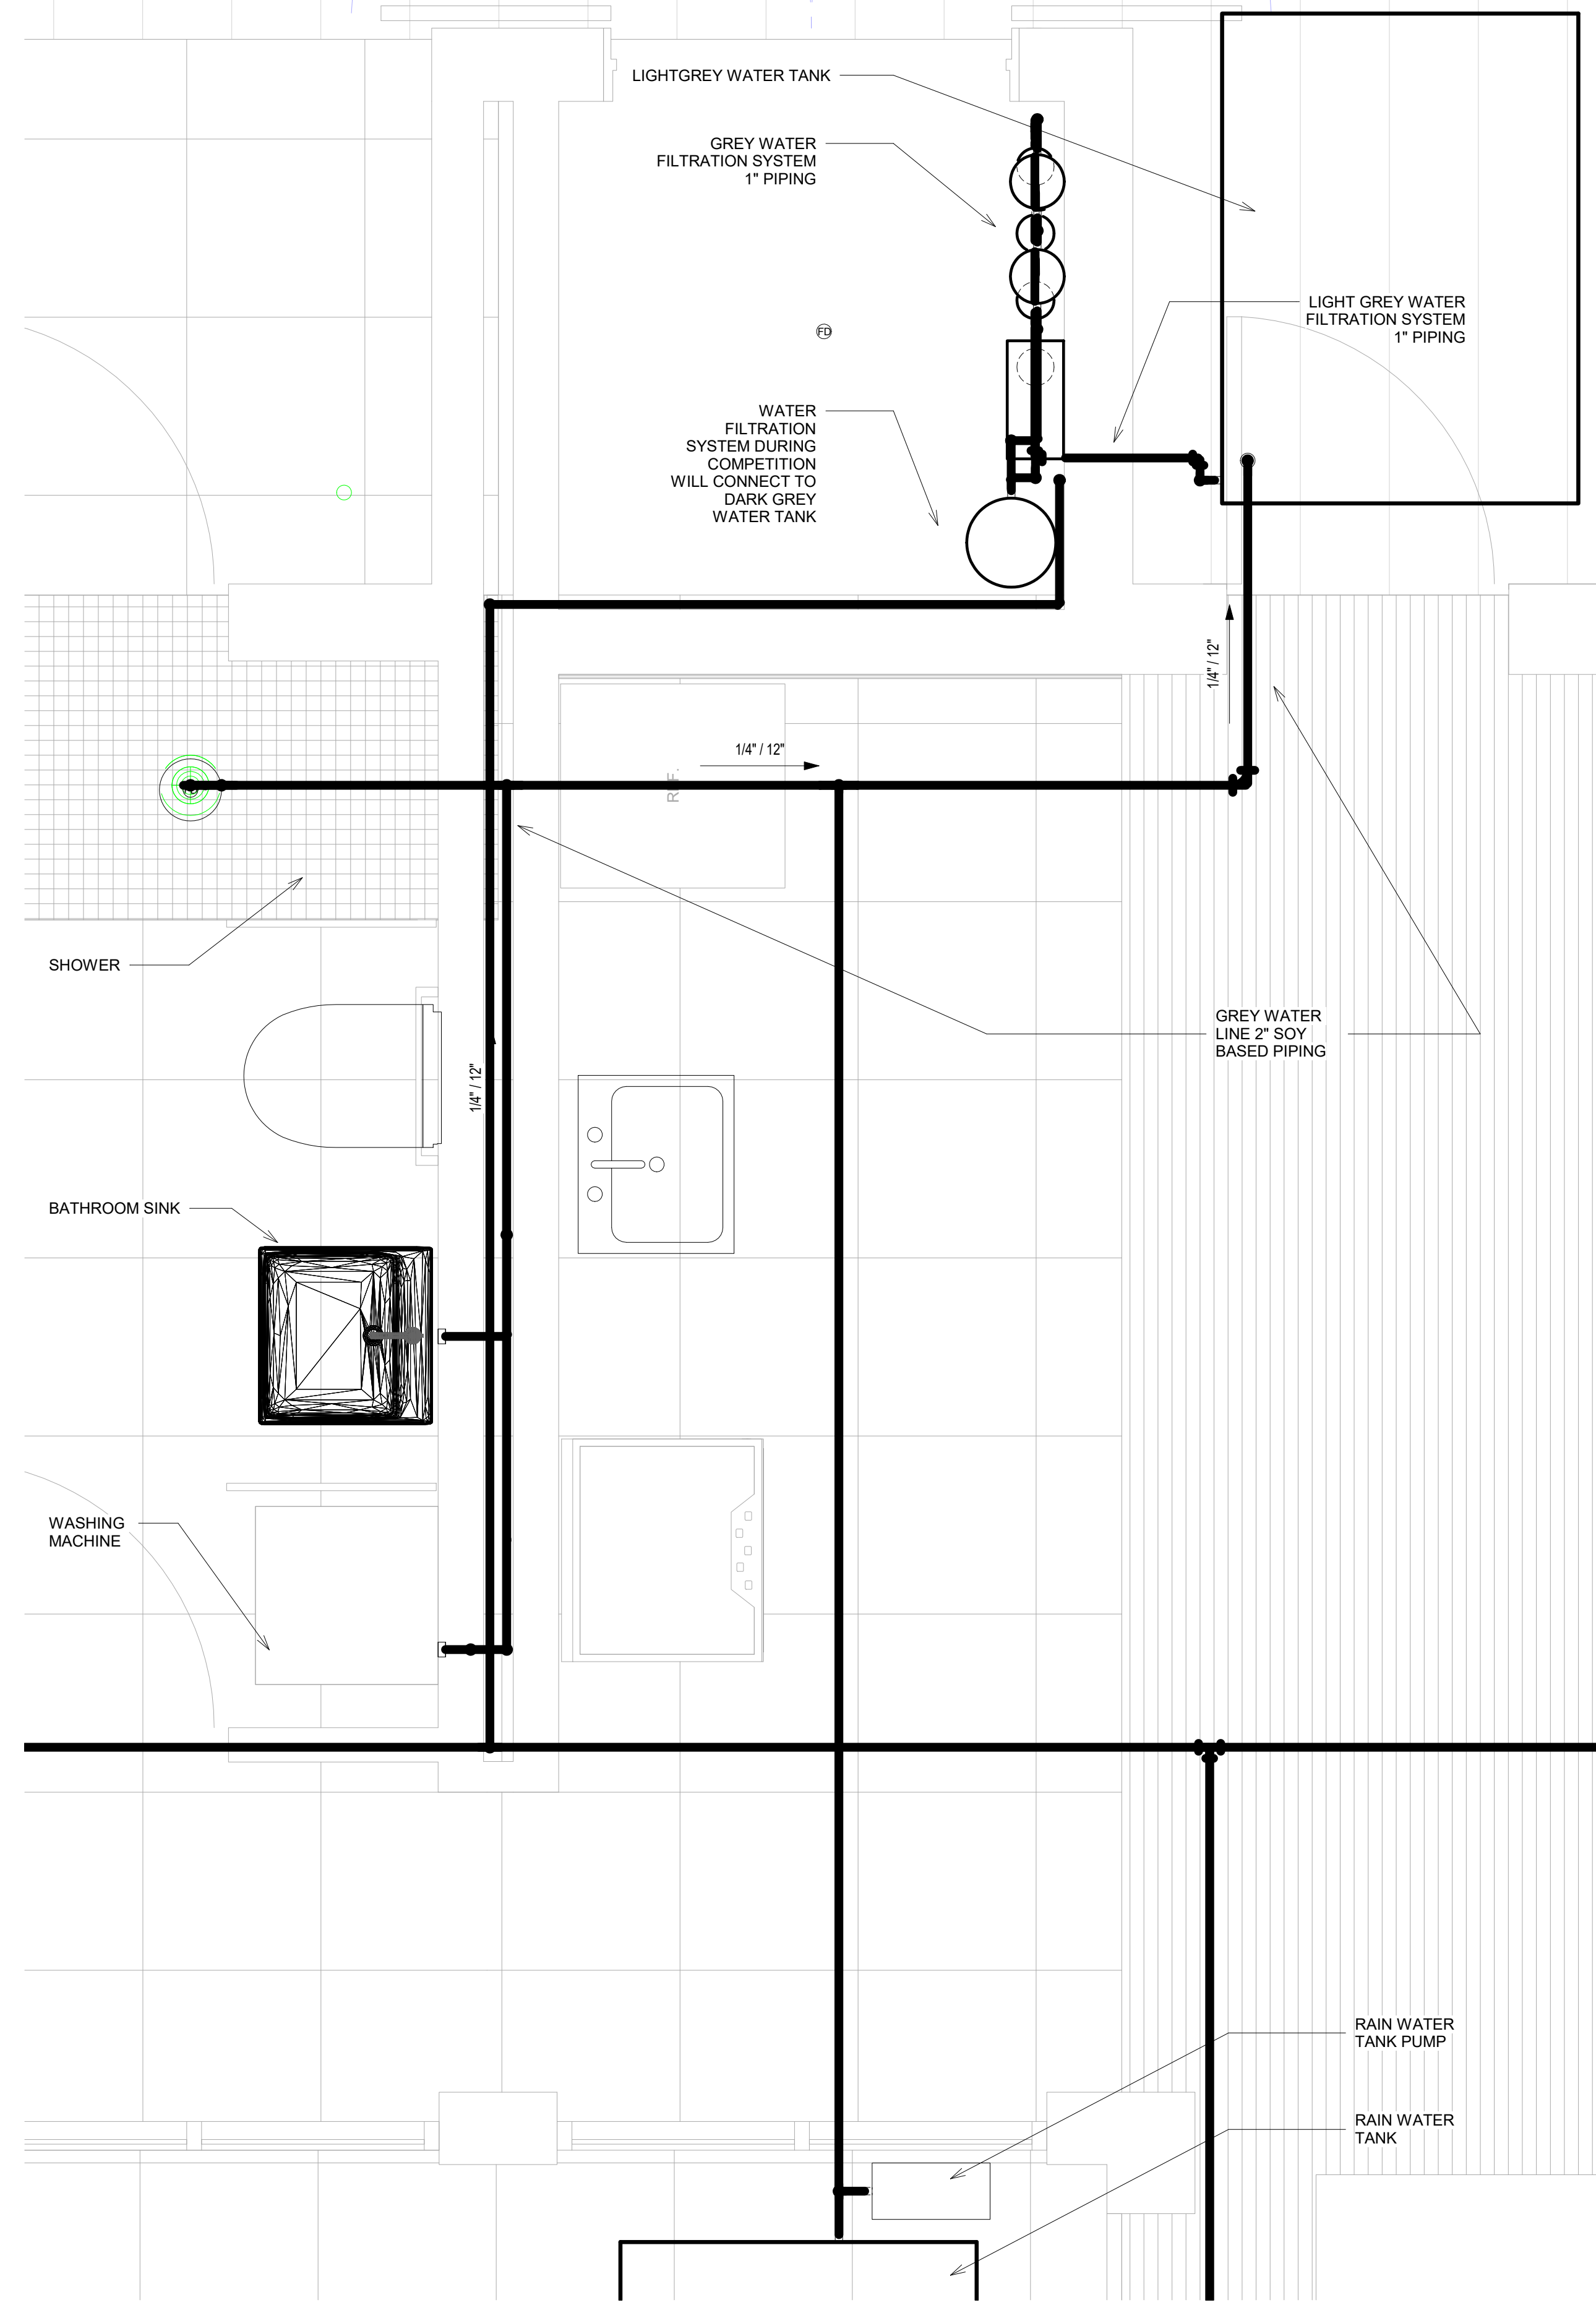 LIGHTGREY WATER TANK
GREY WATER
FILTRATION SYSTEM
1" PIPING
LIGHT GREY WATER
FILTRATION SYSTEM
1" PIPING
FD
WATER
FILTRATION
SYSTEM DURING
COMPETITION
WILL CONNECT TO
DARK GREY
WATER TANK
1/4" / 12"
1/4" / 12"
REF.
SHOWER
GREY WATER
LINE 2" SOY
BASED PIPING
1/4" / 12"
BATHROOM SINK
WASHING
MACHINE
RAIN WATER
TANK PUMP
RAIN WATER
TANK